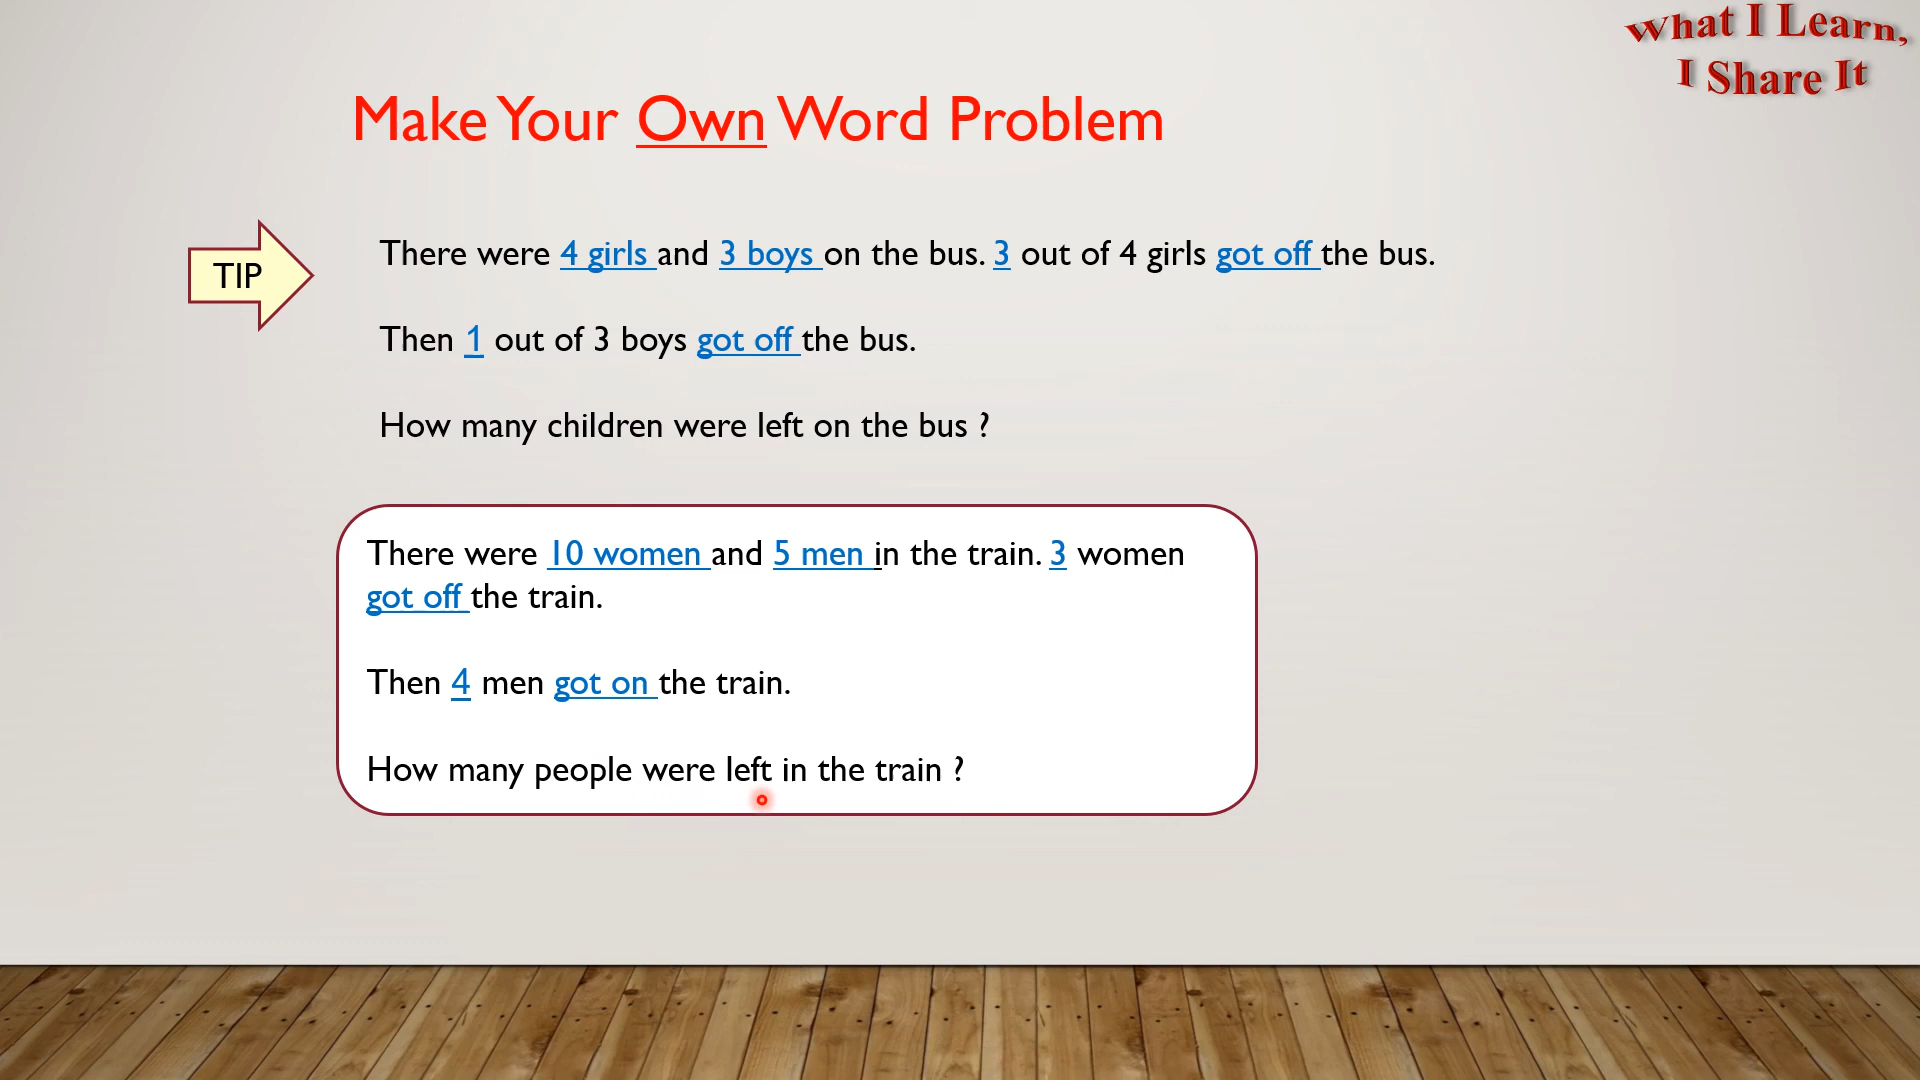 What I Learn,
I Share It
Make Your Own Word Problem
TIP
There were 4 girls and 3 boys on the bus. 3 out of 4 girls got off the bus.
Then 1 out of 3 boys got off the bus.
How many children were left on the bus ?
There were 10 women and 5 men in the train. 3 women
got off the train.
Then 4 men got on the train.
How many people were left in the train ?